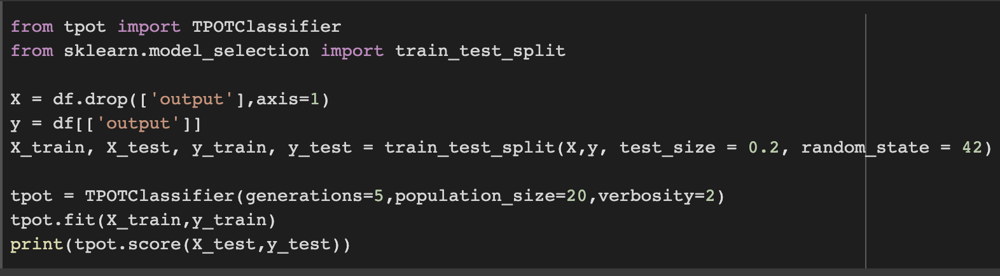 from tpot import TPOTClassifier
from sklearn.model_selection import train_test_split
X = df.drop(['output'],axis=1)
y = df[['output']]
X_train, X_test, y_train, y_test = train_test_split(X,y, test_size = 0.2, random_state = 42)
tpot = TPOTClassifier(generations=5,population_size=20,verbosity=2)
tpot.fit(X_train,y_train)
print(tpot.score(X_test,y_test))